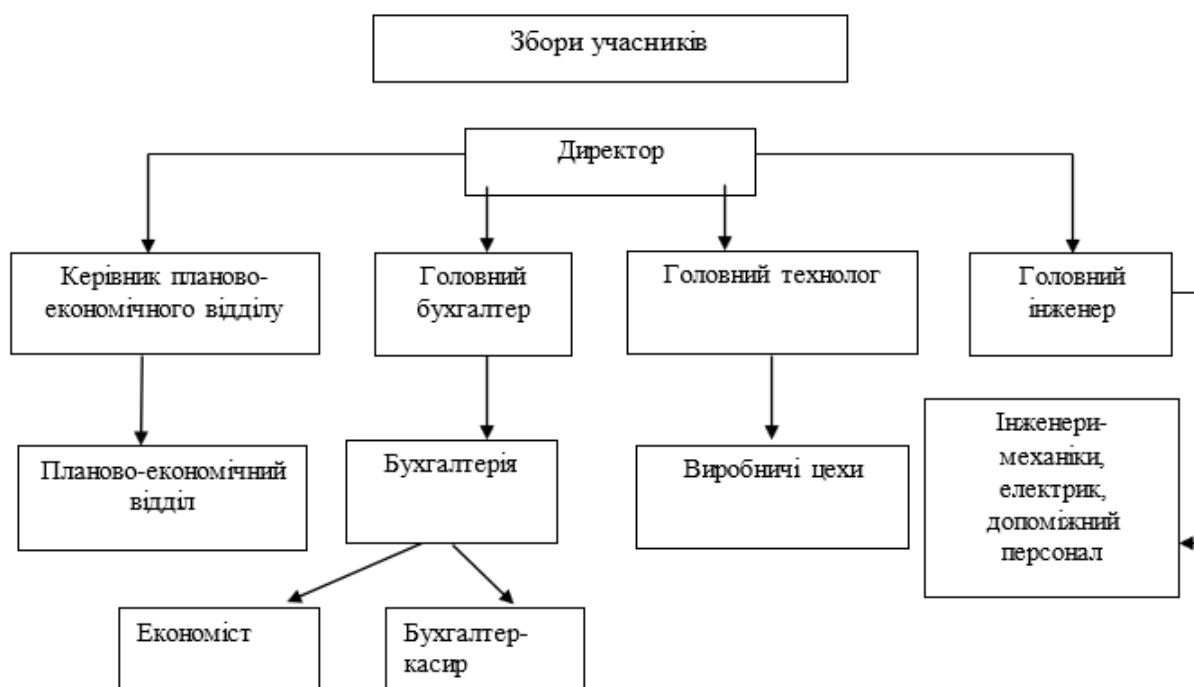 Збори учасників
Директор
Керівник планово-
економічного відділу
Головний
бухгалтер
Головний технолог
Головний
інженер
Планово-економічний
відділ
Бухгалтерія
Виробничі цехи
Інженери-
механіки,
електрик,
допоміжний
персонал
Економіст
Бухгалтер-
касир